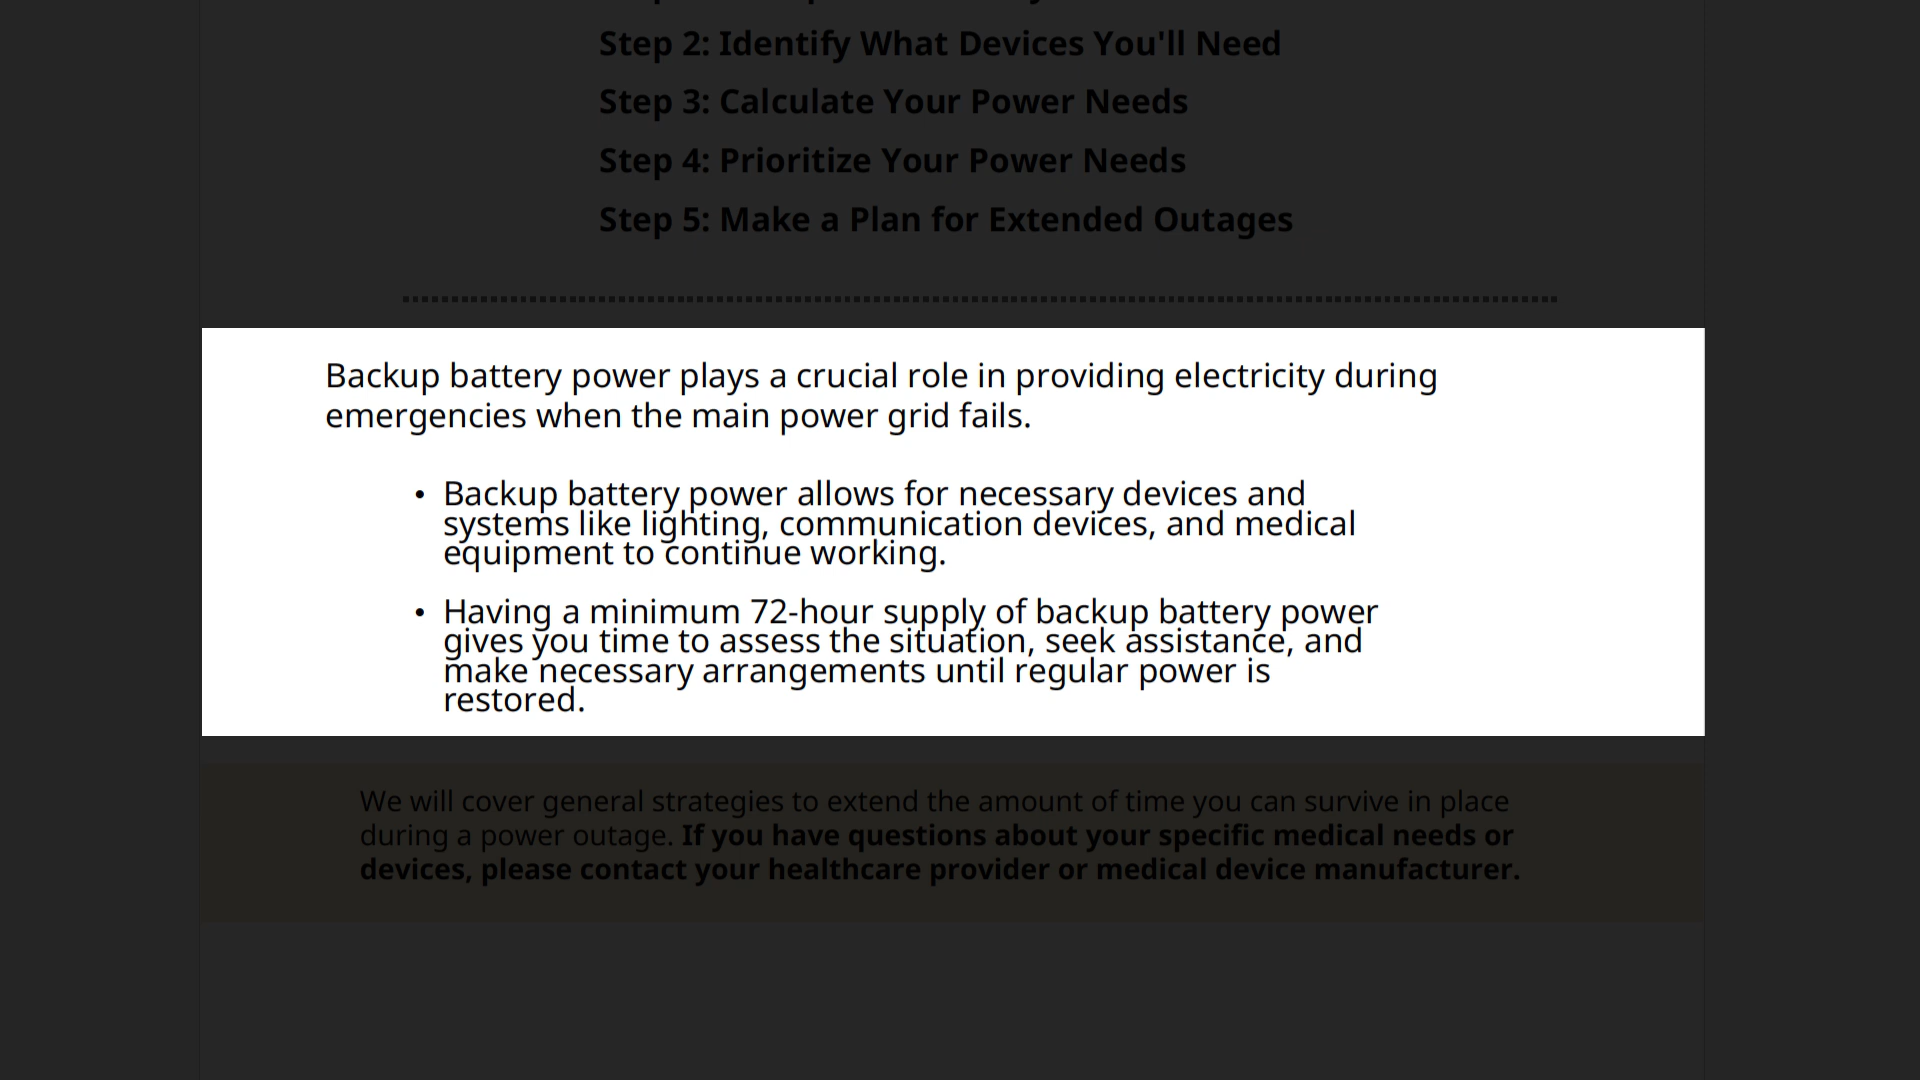 Step 2: Identify What Devices You'll Need
Step 3: Calculate Your Power Needs
Step 4: Prioritize Your Power Needs
Step 5: Make a Plan for Extended Outages
Backup battery power plays a crucial role in providing electricity during
emergencies when the main power grid fails.
• Backup battery power allows for necessary devices and
systems like lighting, communication devices, and medical
equipment to continue working.
• Having a minimum 72-hour supply of backup battery power
gives you time to assess the situation, seek assistance, and
make necessary arrangements until regular power is
restored.
We will cover general strategies to extend the amount of time you can survive in place
during a power outage. If you have questions about your specific medical needs or
devices, please contact your healthcare provider or medical device manufacturer.